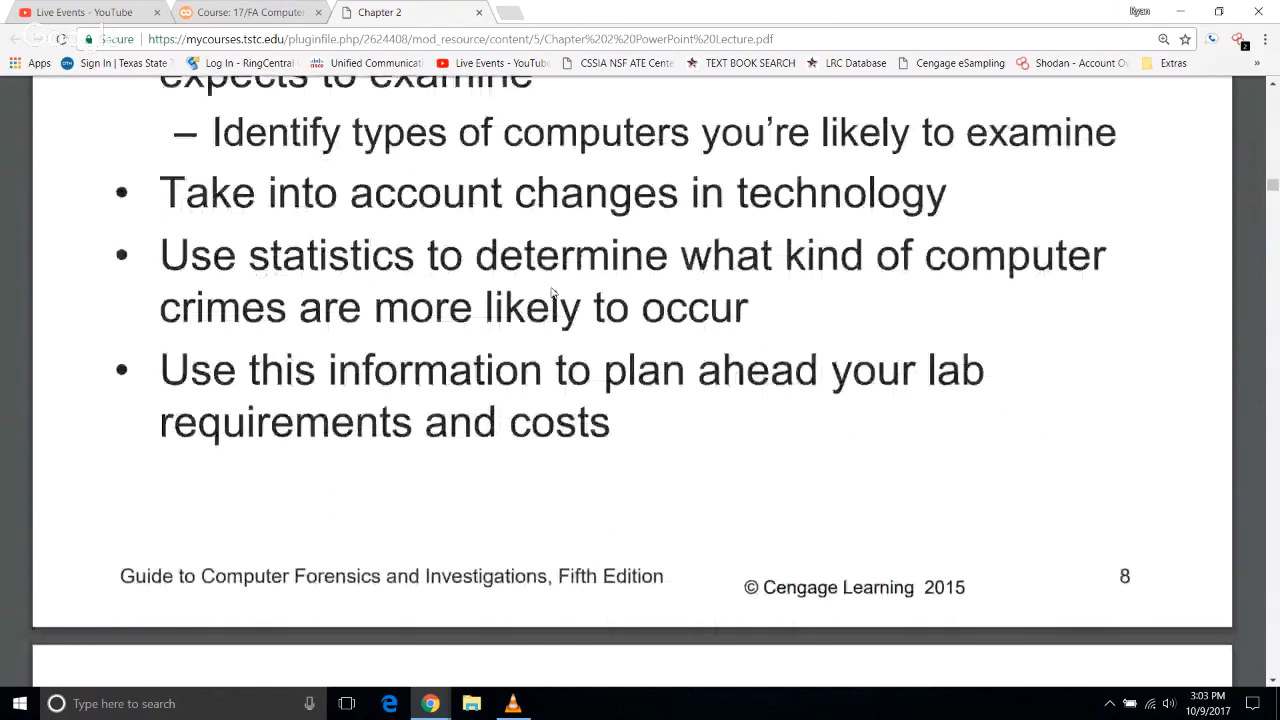 Live Events - YouTube
Course: 17/FA Computer
Chapter 2
Ryan
Secure
https://mycourses.tstc.edu/pluginfile.php/2624408/mod_resource/content/5/Chapter%202%20PowerPoint%20Lecture.pdf
2
Apps
Sign In | Texas State T
Log In - RingCentr
Unified Communicat
Live Events - YouTube
CSSIA NSF ATE Cente
IT BOOK SEARCH
LRC Databases
Cengage eSampling
Shodan - Account Ov
Extras
»
expects to examine
– Identify types of computers you're likely to examine
• Take into account changes in technology
• Use statistics to determine what kind of computer
crimes are more likely to occur
• Use this information to plan ahead your lab
requirements and costs
Guide to Computer Forensics and Investigations, Fifth Edition
© Cengage Learning 2015
8
Type here to search
3:03 PM
10/9/2017